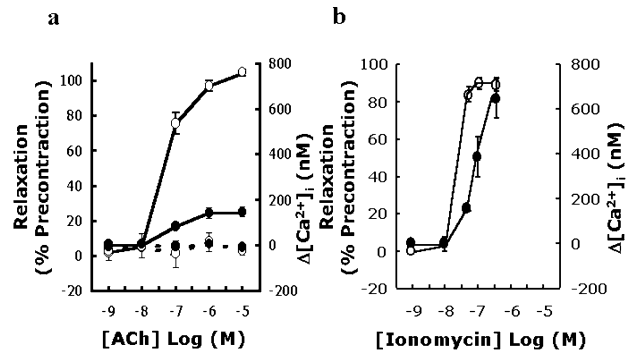 a
b
Relaxation
(% Precontraction)
100
80
60
40
20
0
-20
800
600
400
200
0
-200
Δ[Ca²⁺]ᵢ (nM)
-9 -8 -7 -6 -5
[ACh] Log (M)
Relaxation
(% Precontraction)
100
80
60
40
20
0
-20
800
600
400
200
0
-200
Δ[Ca²⁺]ᵢ (nM)
-9 -8 -7 -6 -5
[Ionomycin] Log (M)